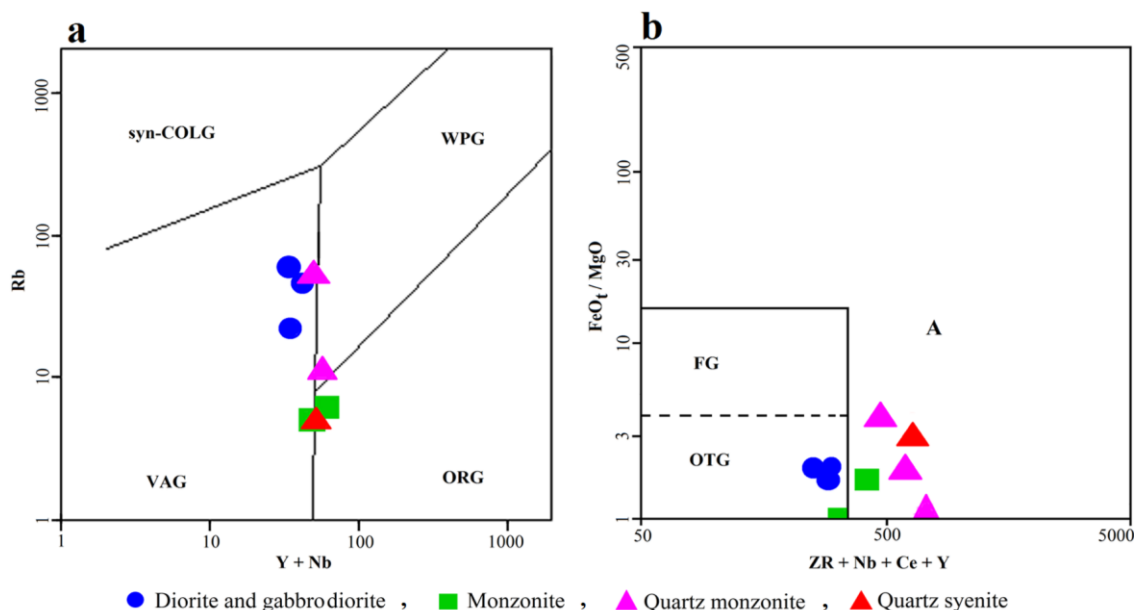 a
1000
100
10
1
Rb
syn-COLG
WPG
VAG
ORG
1 10 100 1000
Y + Nb
b
500
100
30
10
3
1
FeOt / MgO
A
FG
OTG
50 500 5000
ZR + Nb + Ce + Y
Diorite and gabbrodiorite , Monzonite , Quartz monzonite , Quartz syenite